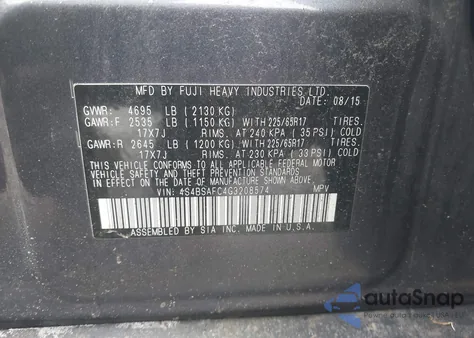 MFD BY FUJI HEAVY INDUSTRIES LTD.
DATE: 08/15
GVWR: 4695 LB (2130 KG)
GAWR:F 2535 LB (1150 KG) WITH 225/65R17 TIRES.
17X7J RIMS. AT 240 KPA (35 PSI) COLD
GAWR:R 2645 LB (1200 KG) WITH 225/65R17 TIRES.
17X7J RIMS. AT 230 KPA (33 PSI) COLD
THIS VEHICLE CONFORMS TO ALL APPLICABLE FEDERAL MOTOR
VEHICLE SAFETY AND THEFT PREVENTION STANDARDS IN
EFFECT ON THE DATE OF MANUFACTURE SHOWN ABOVE.
VIN: 4S4BSAFC4G3208574 MPV
ASSEMBLED BY SIA INC. MADE IN U.S.A.
autoSnap